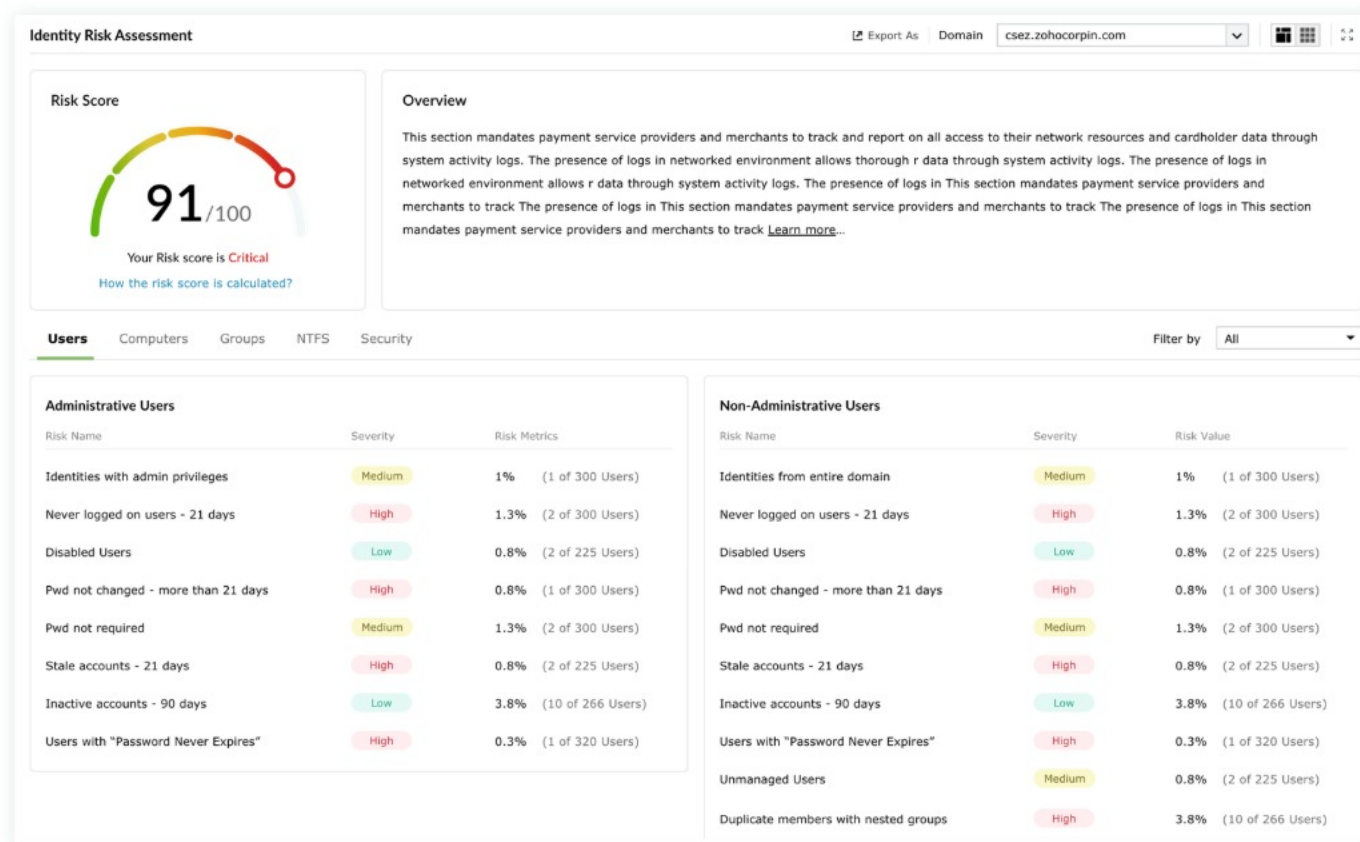 Identity Risk Assessment
Export As Domain csez.zohocorpin.com
Risk Score
91/100
Your Risk score is Critical
How the risk score is calculated?
Overview
This section mandates payment service providers and merchants to track and report on all access to their network resources and cardholder data through
system activity logs. The presence of logs in networked environment allows thorough r data through system activity logs. The presence of logs in
networked environment allows r data through system activity logs. The presence of logs in This section mandates payment service providers and
merchants to track The presence of logs in This section mandates payment service providers and merchants to track The presence of logs in This section
mandates payment service providers and merchants to track Learn more...
Users Computers Groups NTFS Security
Filter by All
Administrative Users
Risk Name Severity Risk Metrics
Identities with admin privileges Medium 1% (1 of 300 Users)
Never logged on users - 21 days High 1.3% (2 of 300 Users)
Disabled Users Low 0.8% (2 of 225 Users)
Pwd not changed - more than 21 days High 0.8% (1 of 300 Users)
Pwd not required Medium 1.3% (2 of 300 Users)
Stale accounts - 21 days High 0.8% (2 of 225 Users)
Inactive accounts - 90 days Low 3.8% (10 of 266 Users)
Users with "Password Never Expires" High 0.3% (1 of 320 Users)
Non-Administrative Users
Risk Name Severity Risk Value
Identities from entire domain Medium 1% (1 of 300 Users)
Never logged on users - 21 days High 1.3% (2 of 300 Users)
Disabled Users Low 0.8% (2 of 225 Users)
Pwd not changed - more than 21 days High 0.8% (1 of 300 Users)
Pwd not required Medium 1.3% (2 of 300 Users)
Stale accounts - 21 days High 0.8% (2 of 225 Users)
Inactive accounts - 90 days Low 3.8% (10 of 266 Users)
Users with "Password Never Expires" High 0.3% (1 of 320 Users)
Unmanaged Users Medium 0.8% (2 of 225 Users)
Duplicate members with nested groups High 3.8% (10 of 266 Users)